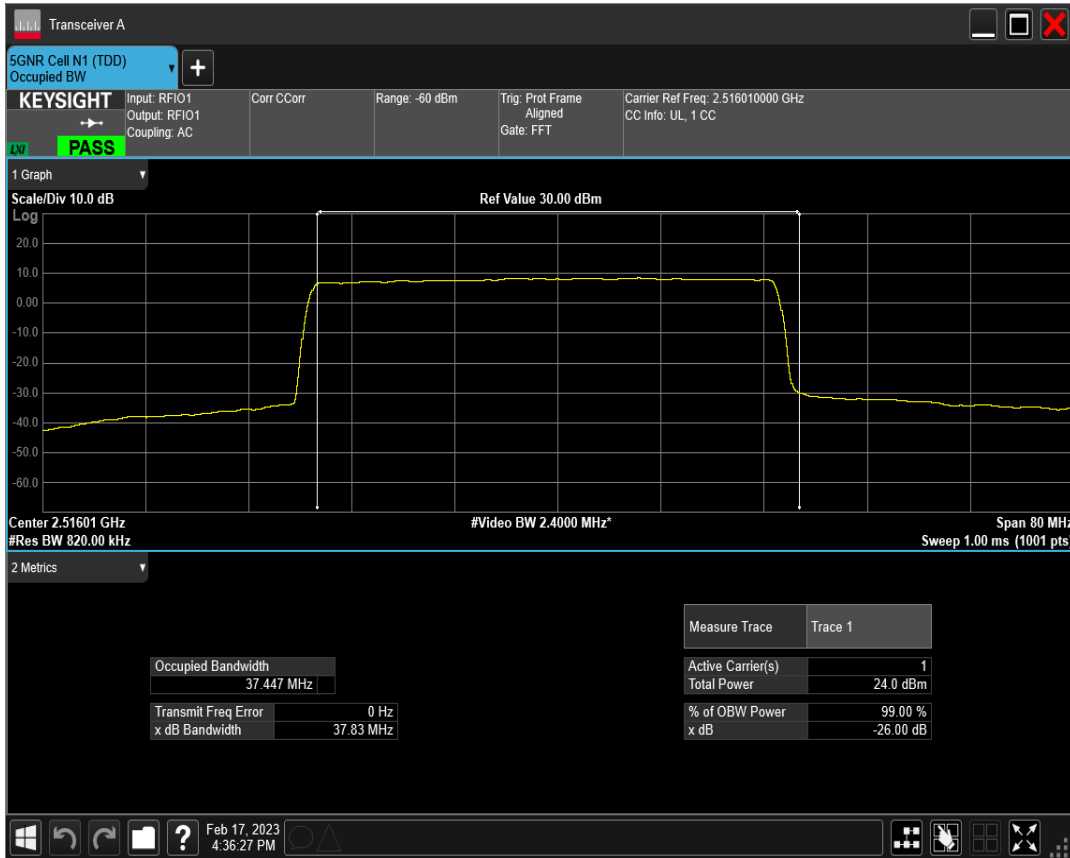 Transceiver A
5GNR Cell N1 (TDD)
Occupied BW
+
KEYSIGHT
LXI
PASS
Input: RFIO1
Output: RFIO1
Coupling: AC
Corr CCorr
Range: -60 dBm
Trig: Prot Frame
Aligned
Gate: FFT
Carrier Ref Freq: 2.516010000 GHz
CC Info: UL, 1 CC
1 Graph
Scale/Div 10.0 dB
Ref Value 30.00 dBm
Log
20.0
10.0
0.00
-10.0
-20.0
-30.0
-40.0
-50.0
-60.0
Center 2.51601 GHz
#Video BW 2.4000 MHz*
Span 80 MHz
#Res BW 820.00 kHz
Sweep 1.00 ms (1001 pts)
2 Metrics
Measure Trace Trace 1
Occupied Bandwidth
37.447 MHz
Transmit Freq Error 0 Hz
x dB Bandwidth 37.83 MHz
Active Carrier(s) 1
Total Power 24.0 dBm
% of OBW Power 99.00 %
x dB -26.00 dB
?
Feb 17, 2023
4:36:27 PM